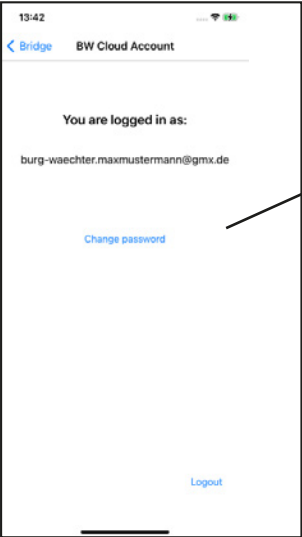 13:42
Bridge BW Cloud Account
You are logged in as:
burg-waechter.maxmustermann@gmx.de
Change password
Logout